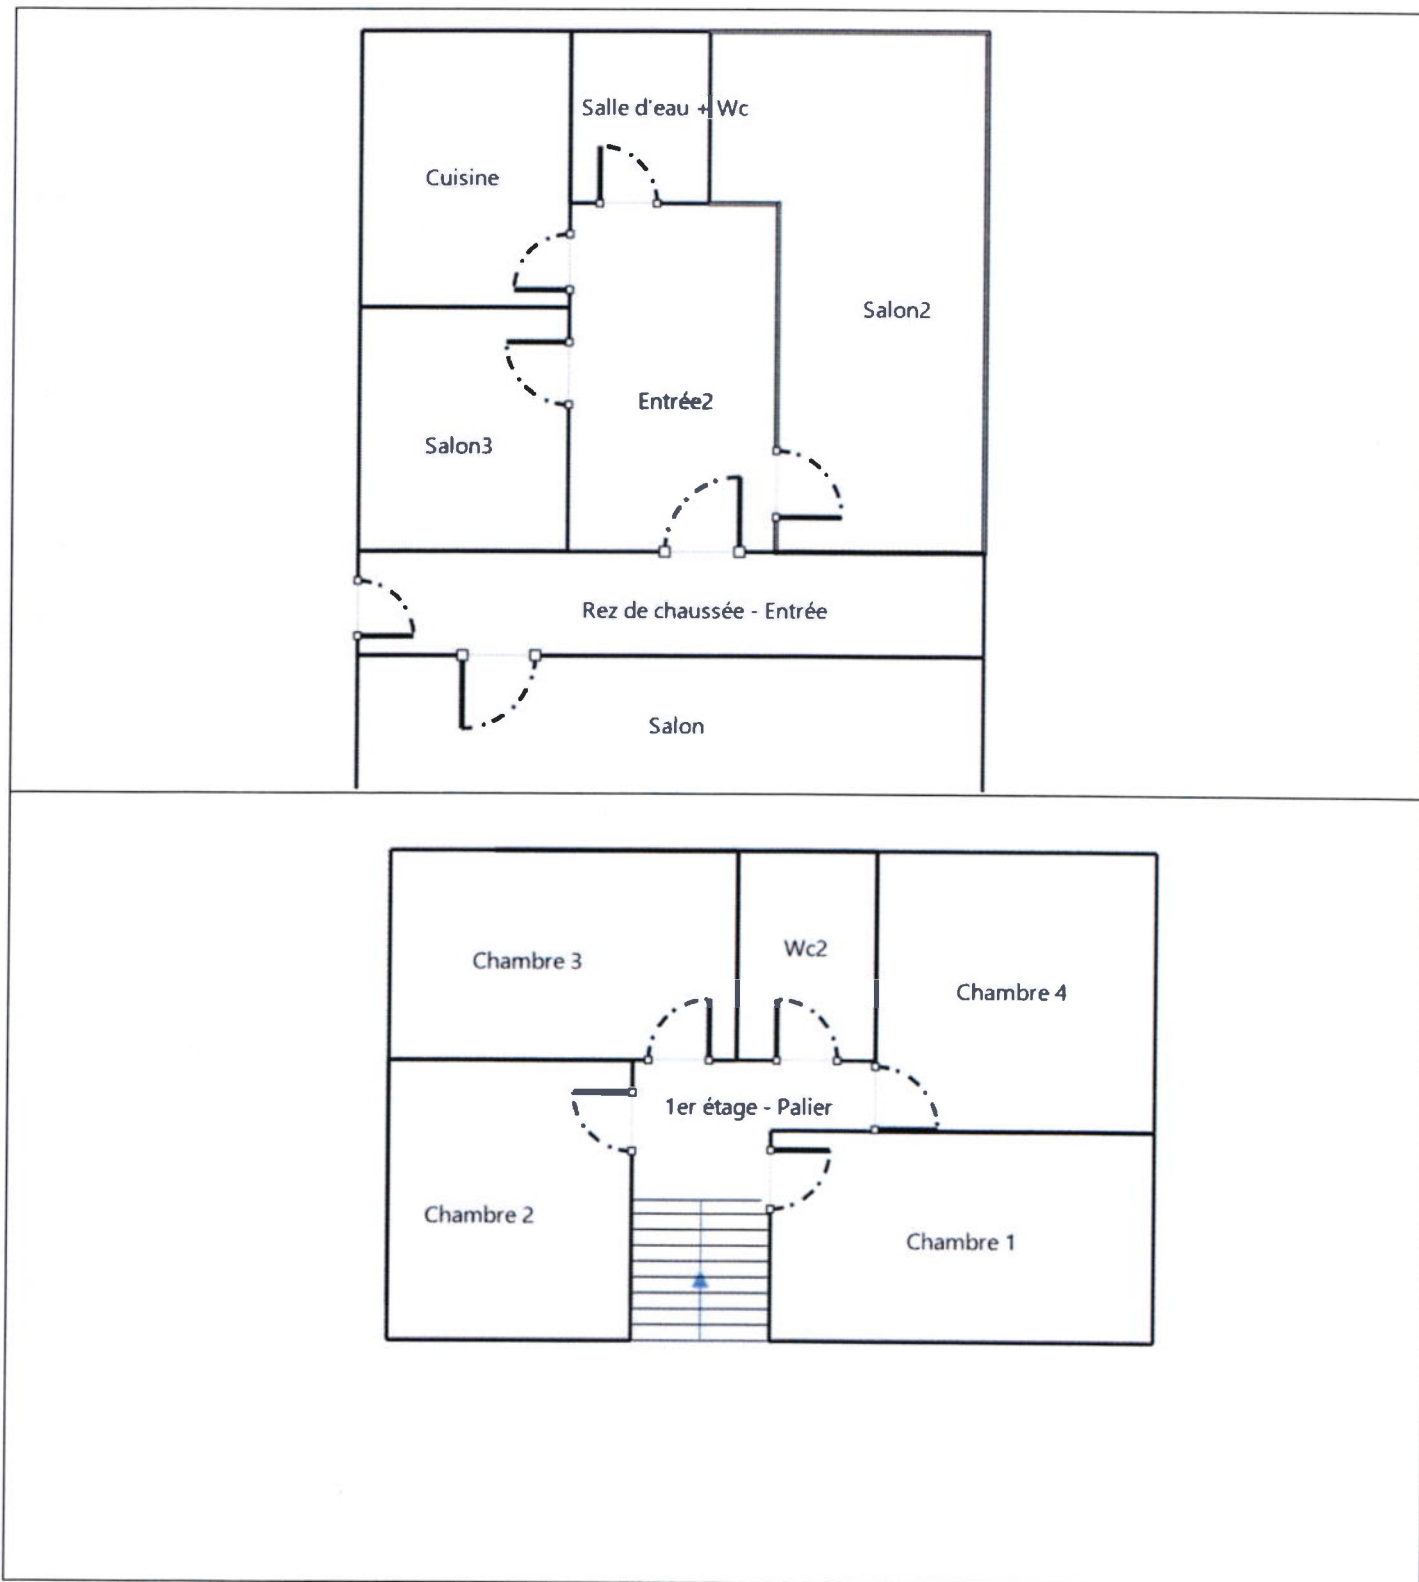 Salle d'eau + Wc
Cuisine
Salon2
Entrée2
Salon3
Rez de chaussée - Entrée
Salon
Wc2
Chambre 3
Chambre 4
1er étage - Palier
Chambre 2
Chambre 1